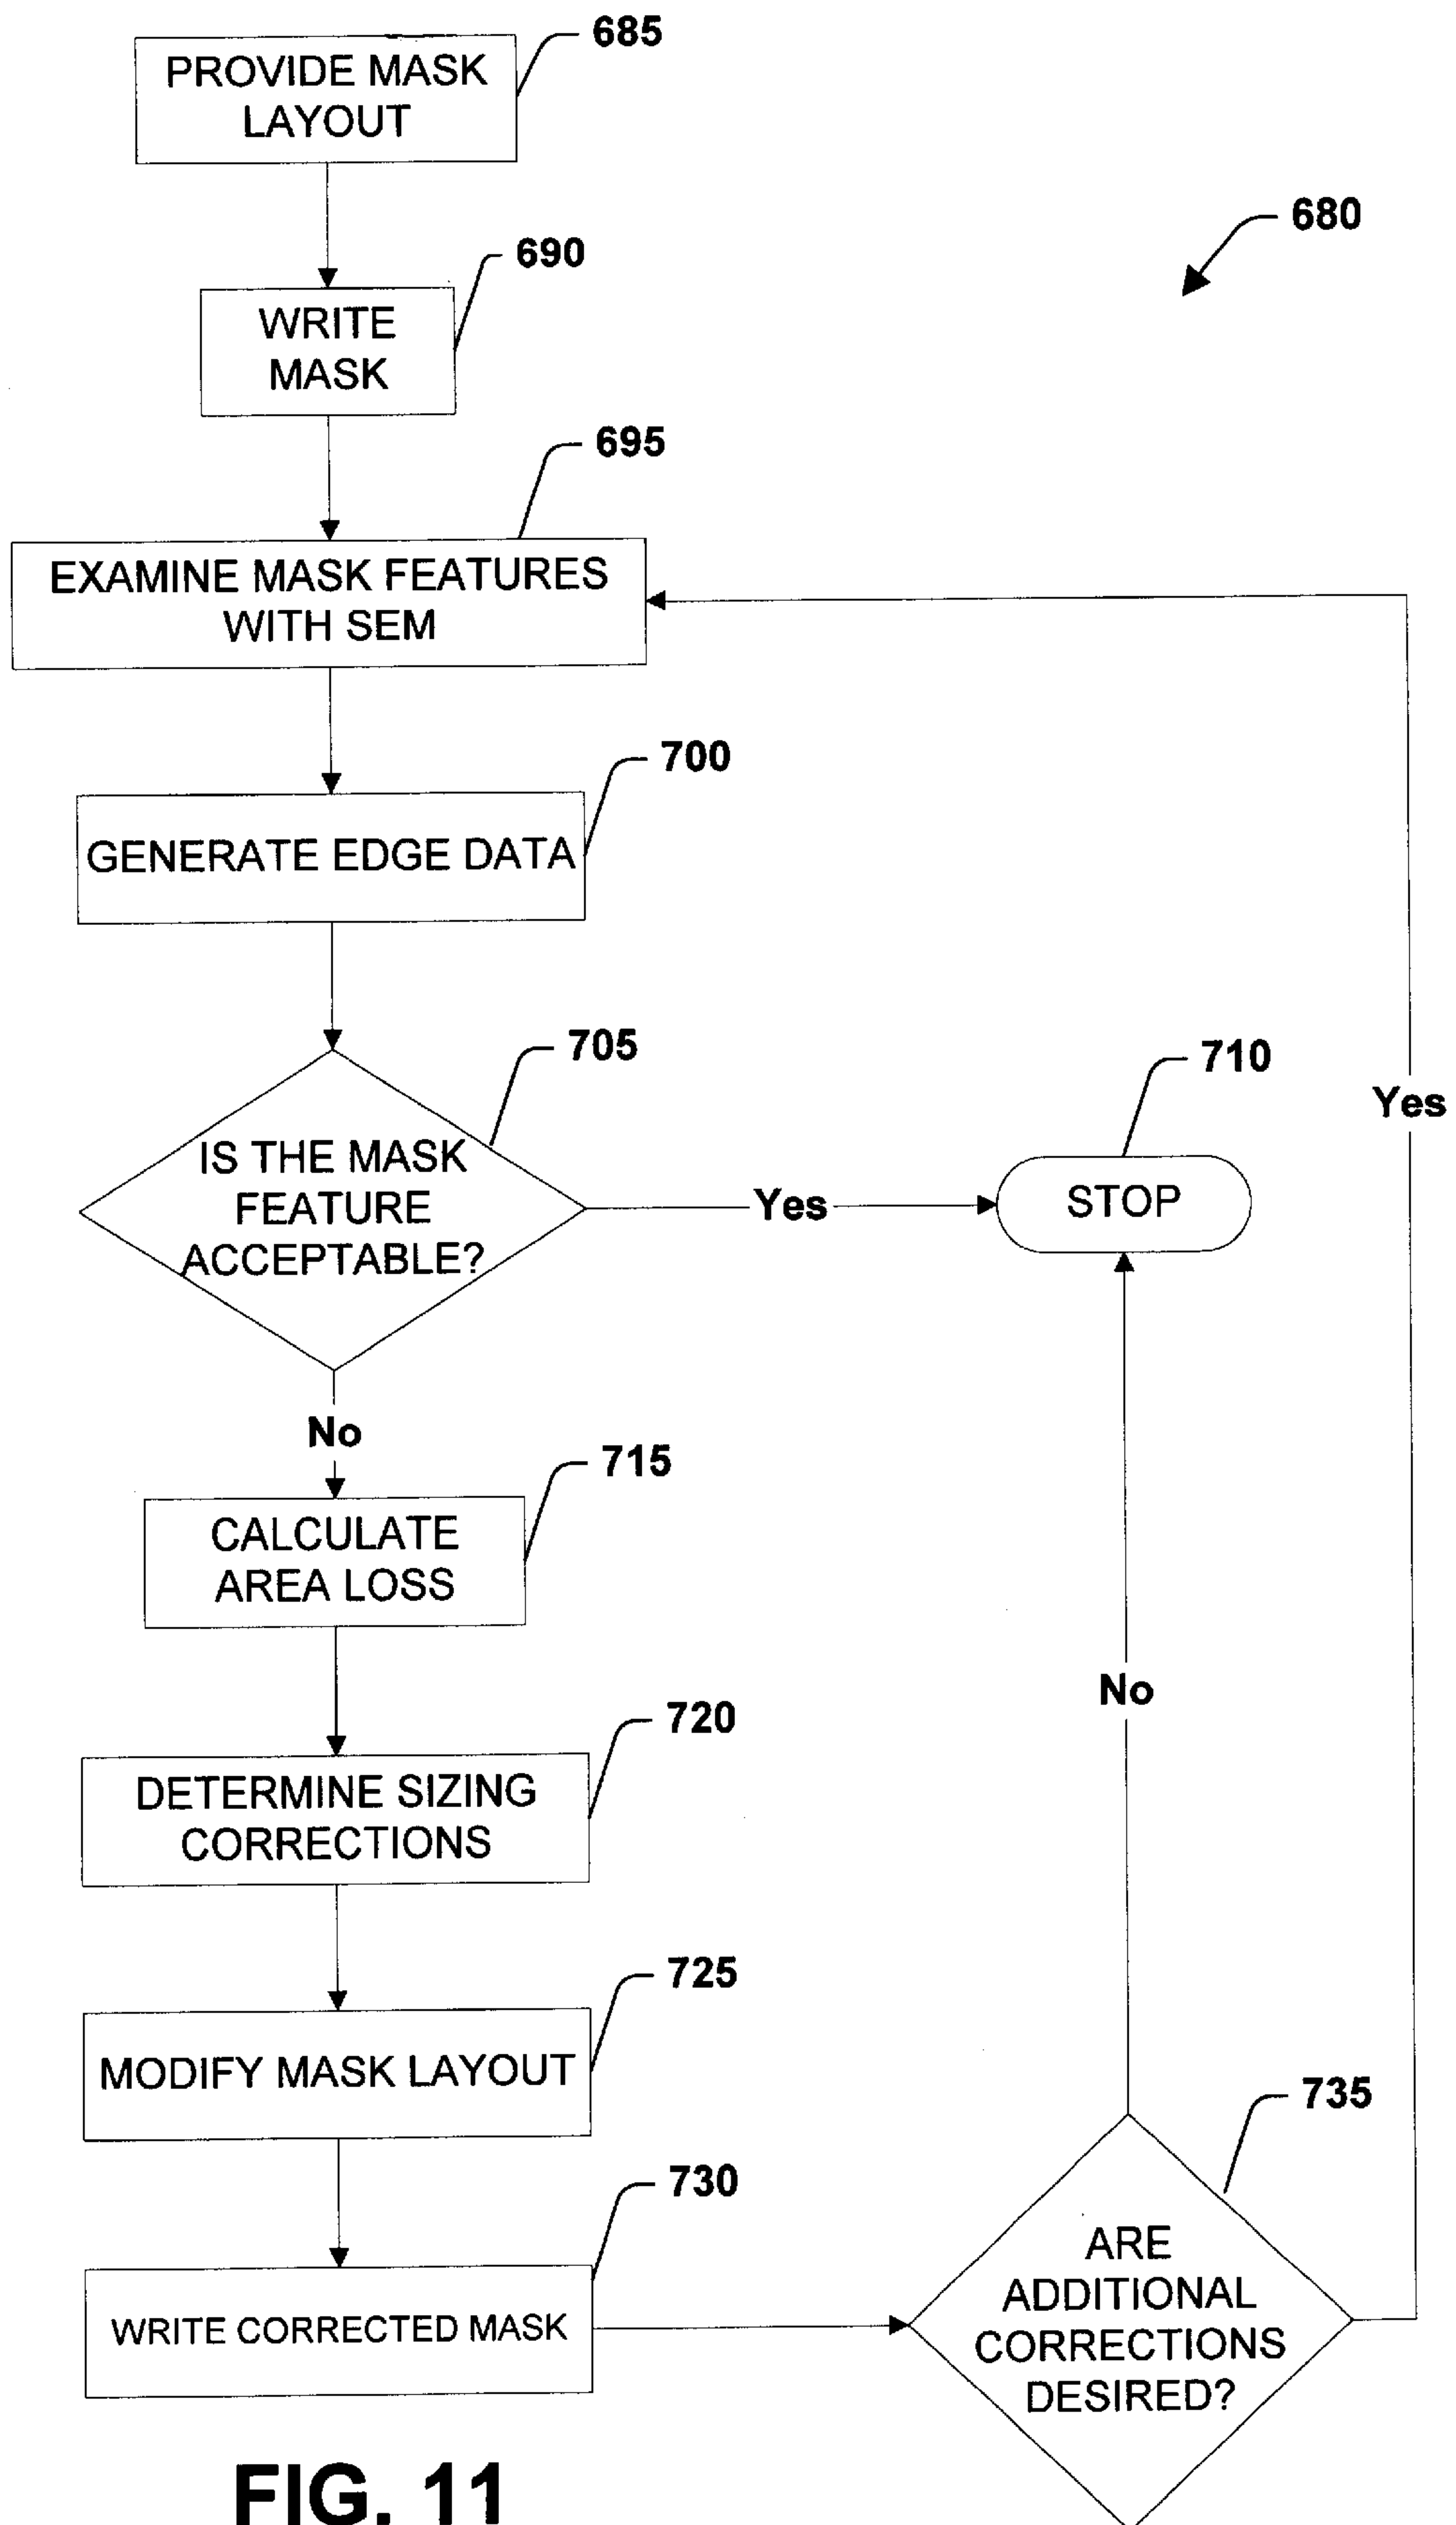 685
PROVIDE MASK
LAYOUT
680
690
WRITE
MASK
695
EXAMINE MASK FEATURES
WITH SEM
700
GENERATE EDGE DATA
705
IS THE MASK
FEATURE
ACCEPTABLE?
Yes
710
STOP
Yes
No
715
CALCULATE
AREA LOSS
No
720
DETERMINE SIZING
CORRECTIONS
725
MODIFY MASK LAYOUT
730
WRITE CORRECTED MASK
735
ARE
ADDITIONAL
CORRECTIONS
DESIRED?
FIG. 11